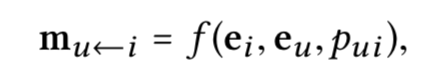 m_{u←i} = f(e_i, e_u, p_{ui}),